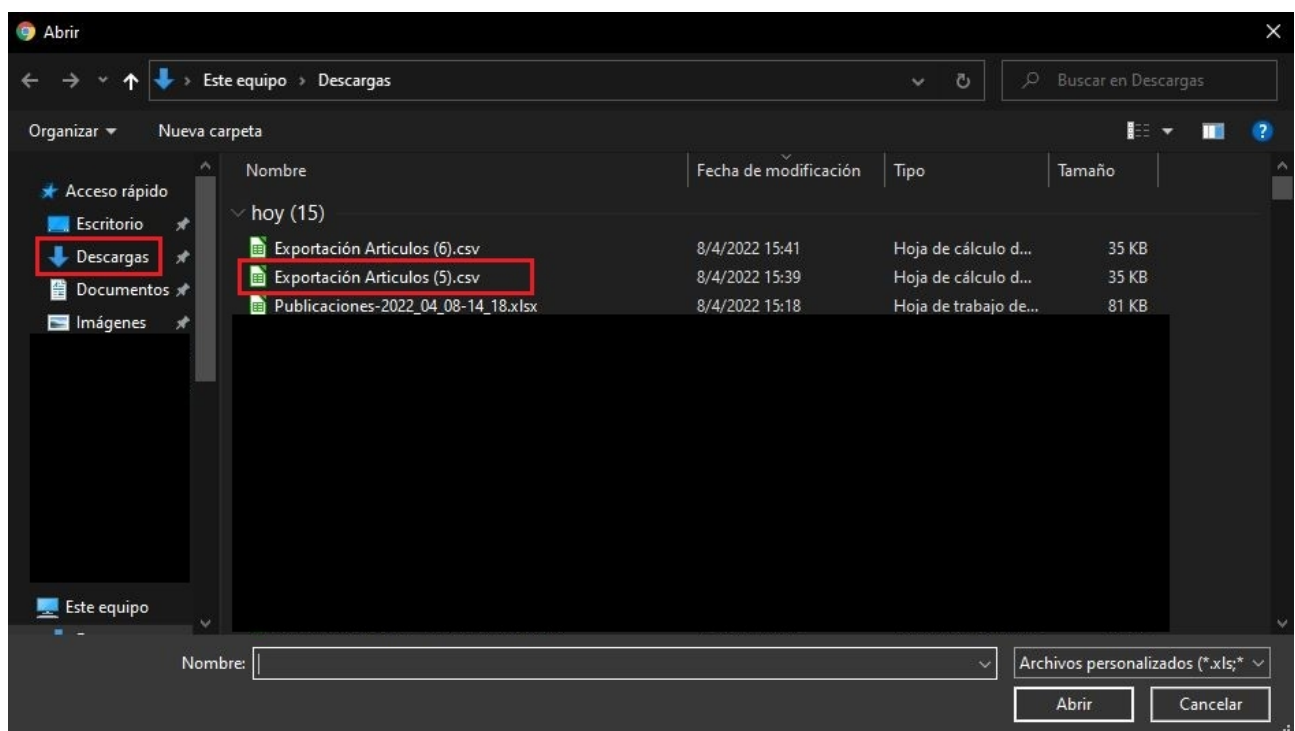 Abrir
Este equipo > Descargas
Buscar en Descargas
Organizar
Nueva carpeta
Nombre
Fecha de modificación
Tipo
Tamaño
Acceso rápido
Escritorio
Descargas
Documentos
Imágenes
Este equipo
hoy (15)
Exportación Articulos (6).csv 8/4/2022 15:41 Hoja de cálculo d... 35 KB
Exportación Articulos (5).csv 8/4/2022 15:39 Hoja de cálculo d... 35 KB
Publicaciones-2022_04_08-14_18.xlsx 8/4/2022 15:18 Hoja de trabajo de... 81 KB
Nombre:
Archivos personalizados (*.xls;*
Abrir
Cancelar